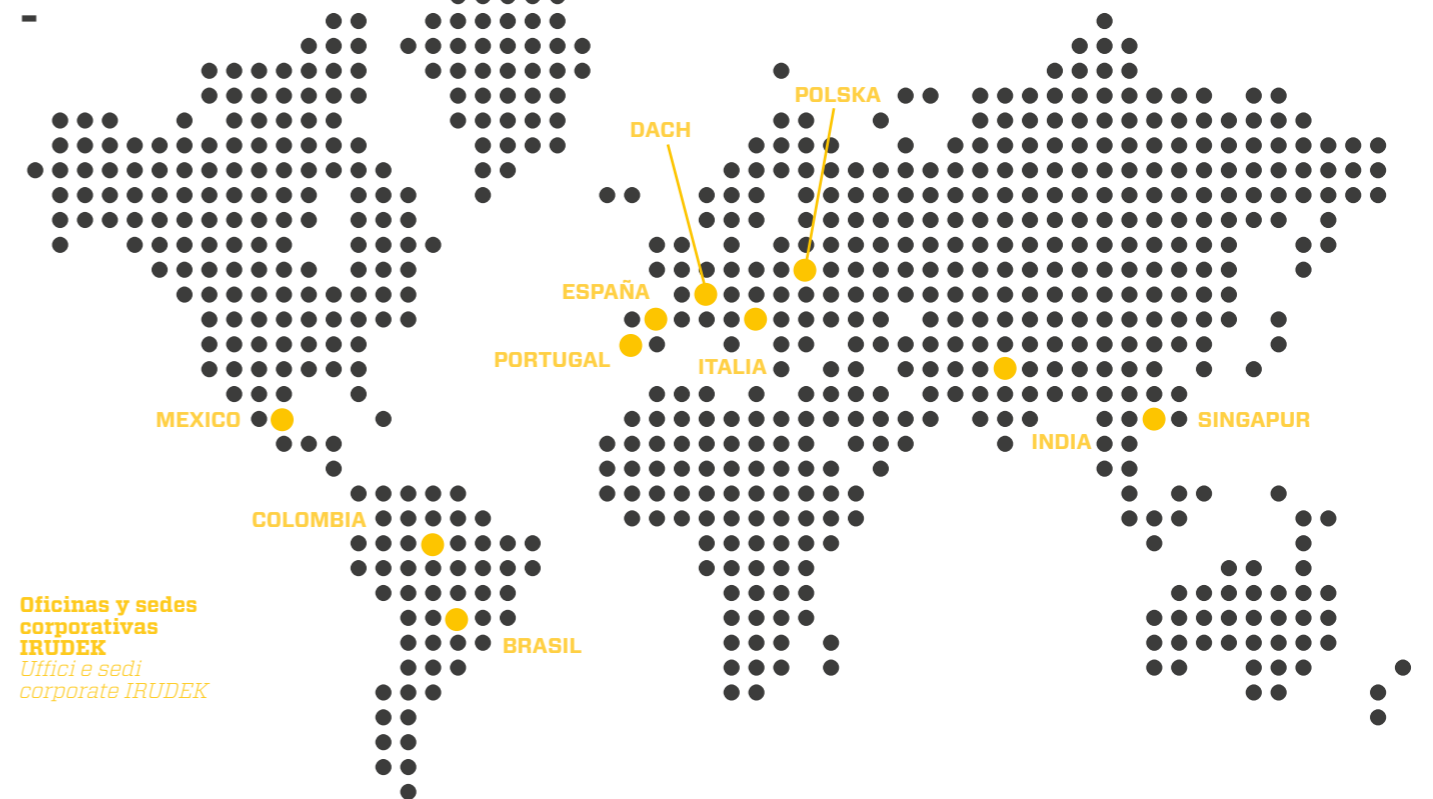 POLSKA
DACH
ESPAÑA
PORTUGAL
ITALIA
MEXICO
SINGAPUR
INDIA
COLOMBIA
BRASIL
Oficinas y sedes
corporativas
IRUDEK
Uffici e sedi
corporate IRUDEK